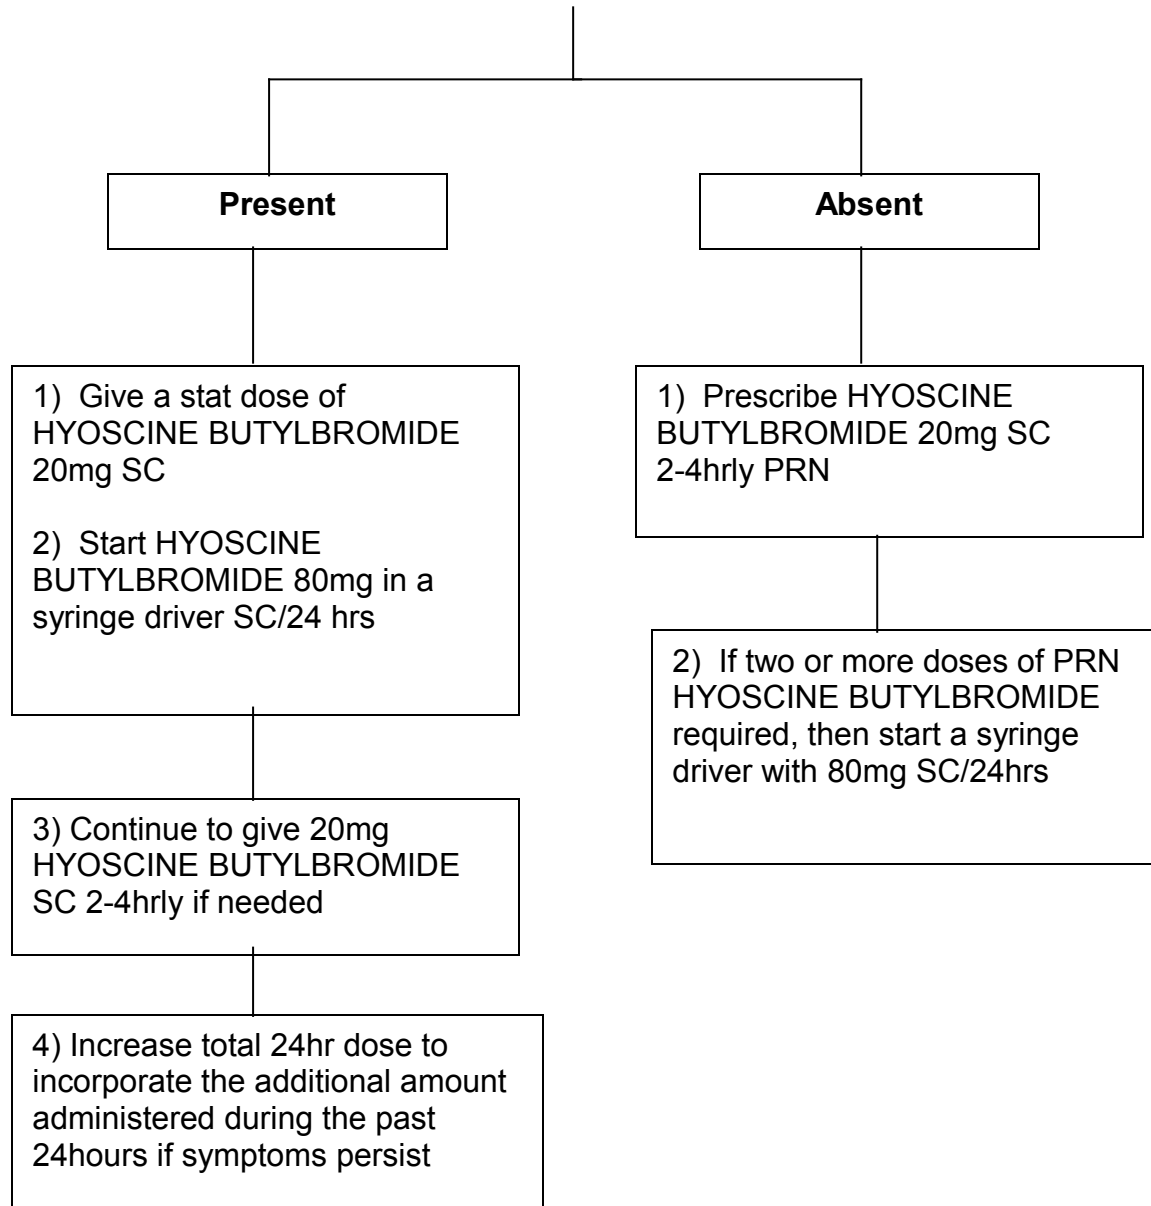 Present
1) Give a stat dose of
HYOSCINE BUTYLBROMIDE
20mg SC
2) Start HYOSCINE
BUTYLBROMIDE 80mg in a
syringe driver SC/24 hrs
3) Continue to give 20mg
HYOSCINE BUTYLBROMIDE
SC 2-4hrly if needed
4) Increase total 24hr dose to
incorporate the additional amount
administered during the past
24hours if symptoms persist
Absent
1) Prescribe HYOSCINE
BUTYLBROMIDE 20mg SC
2-4hrly PRN
2) If two or more doses of PRN
HYOSCINE BUTYLBROMIDE
required, then start a syringe
driver with 80mg SC/24hrs